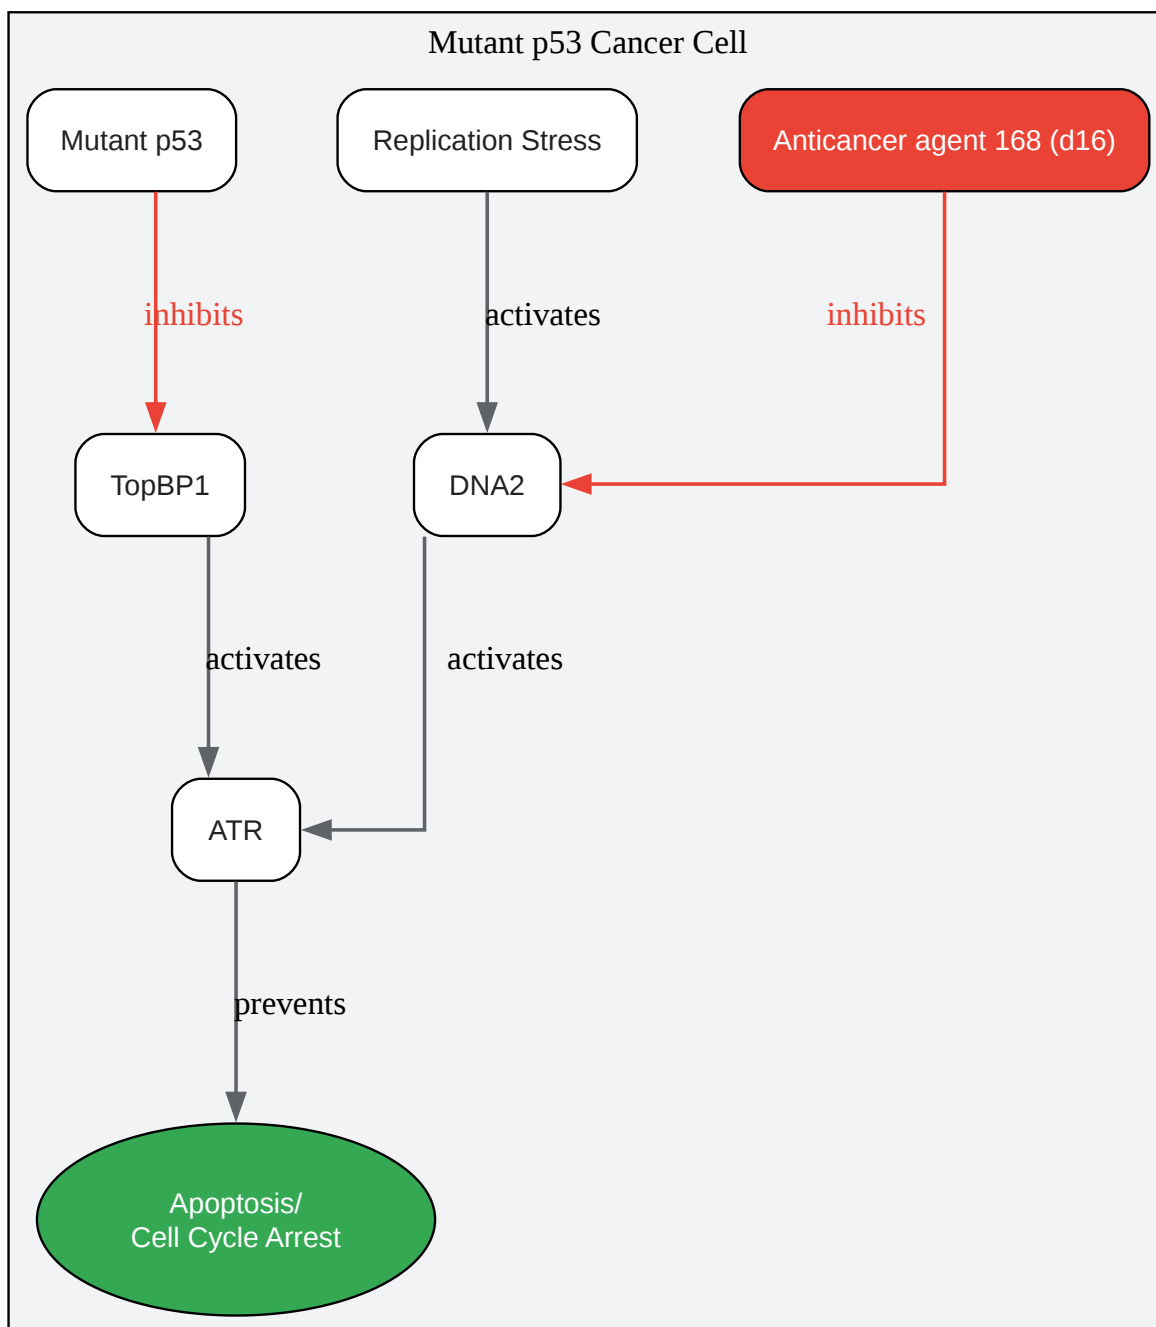 Mutant p53 Cancer Cell
Mutant p53
Replication Stress
Anticancer agent 168 (d16)
inhibits
activates
inhibits
TopBP1
DNA2
activates
activates
ATR
prevents
Apoptosis/
Cell Cycle Arrest